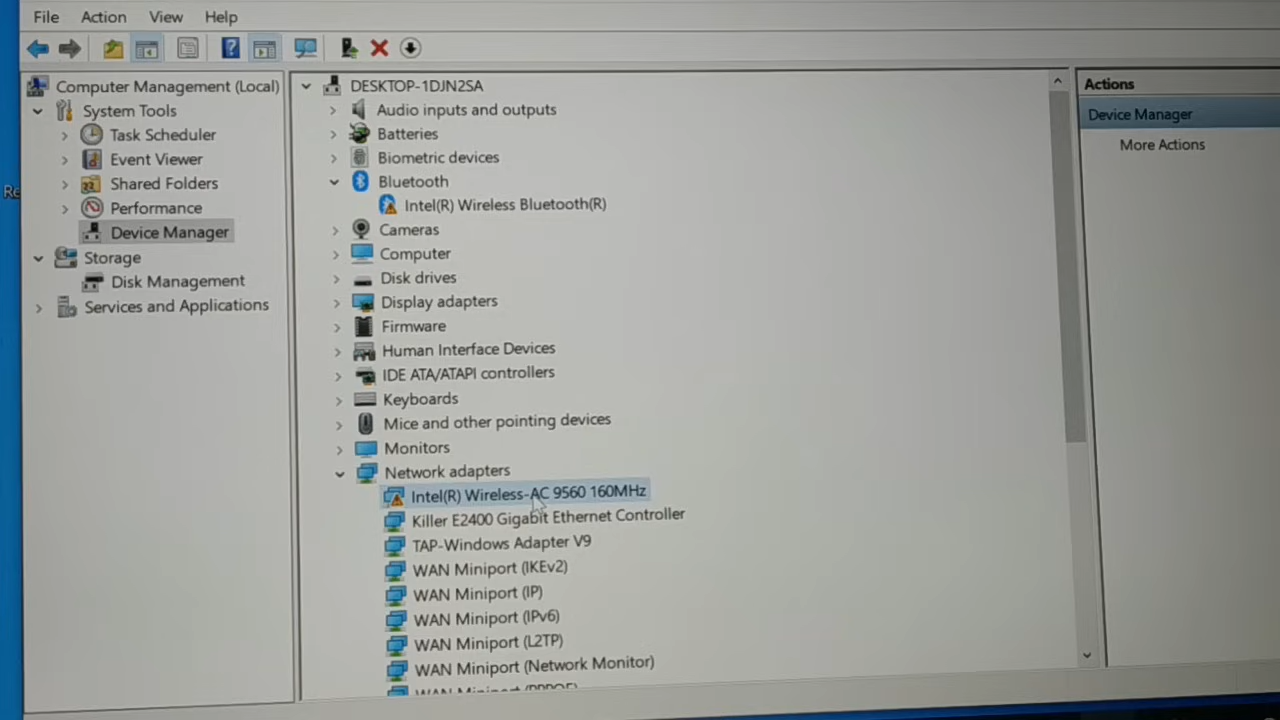 File Action View Help
Computer Management (Local)
System Tools
Task Scheduler
Event Viewer
Shared Folders
Performance
Device Manager
Storage
Disk Management
Services and Applications
DESKTOP-1DJN2SA
Audio inputs and outputs
Batteries
Biometric devices
Bluetooth
Intel(R) Wireless Bluetooth(R)
Cameras
Computer
Disk drives
Display adapters
Firmware
Human Interface Devices
IDE ATA/ATAPI controllers
Keyboards
Mice and other pointing devices
Monitors
Network adapters
Intel(R) Wireless-AC 9560 160MHz
Killer E2400 Gigabit Ethernet Controller
TAP-Windows Adapter V9
WAN Miniport (IKEv2)
WAN Miniport (IP)
WAN Miniport (IPv6)
WAN Miniport (L2TP)
WAN Miniport (Network Monitor)
WAN Miniport (PPPOE)
Actions
Device Manager
More Actions